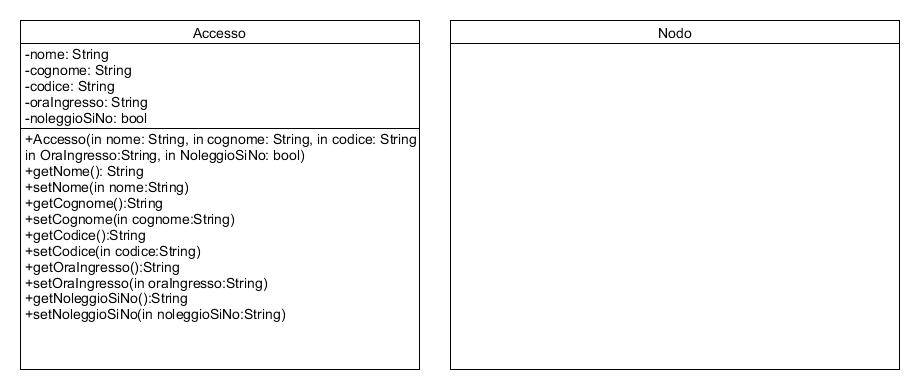 Accesso
-nome: String
-cognome: String
-codice: String
-oraIngresso: String
-noleggioSiNo: bool
+Accesso(in nome: String, in cognome: String, in codice: String
in OraIngresso:String, in NoleggioSiNo: bool)
+getNome(): String
+setNome(in nome:String)
+getCognome():String
+setCognome(in cognome:String)
+getCodice():String
+setCodice(in codice:String)
+getOraIngresso():String
+setOraIngresso(in oraIngresso:String)
+getNoleggioSiNo():String
+setNoleggioSiNo(in noleggioSiNo:String)
Nodo